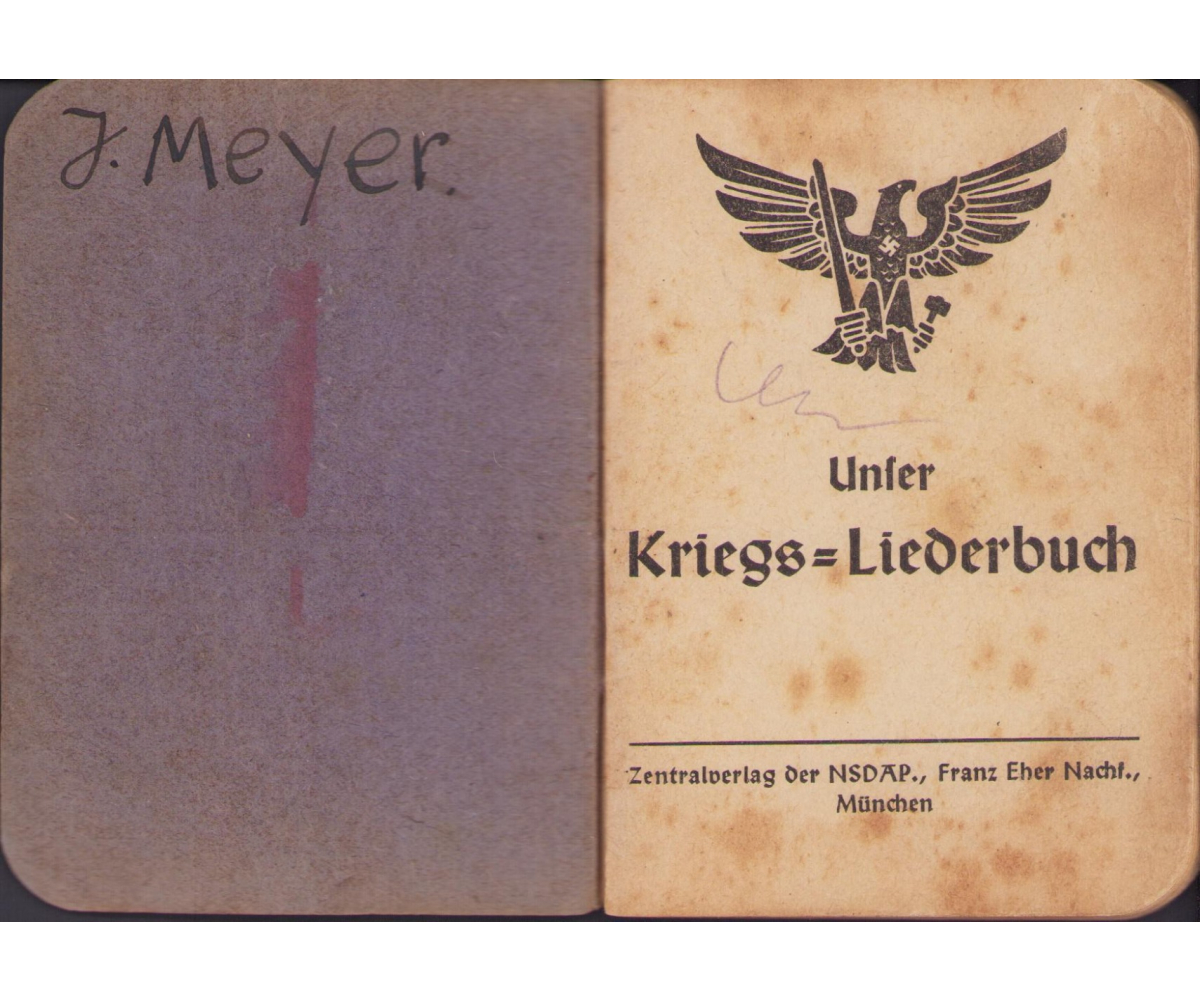 J. Meyer.
Unſer
Kriegs=Liederbuch
Zentralverlag der NSDAP., Franz Eher Nachf.,
München